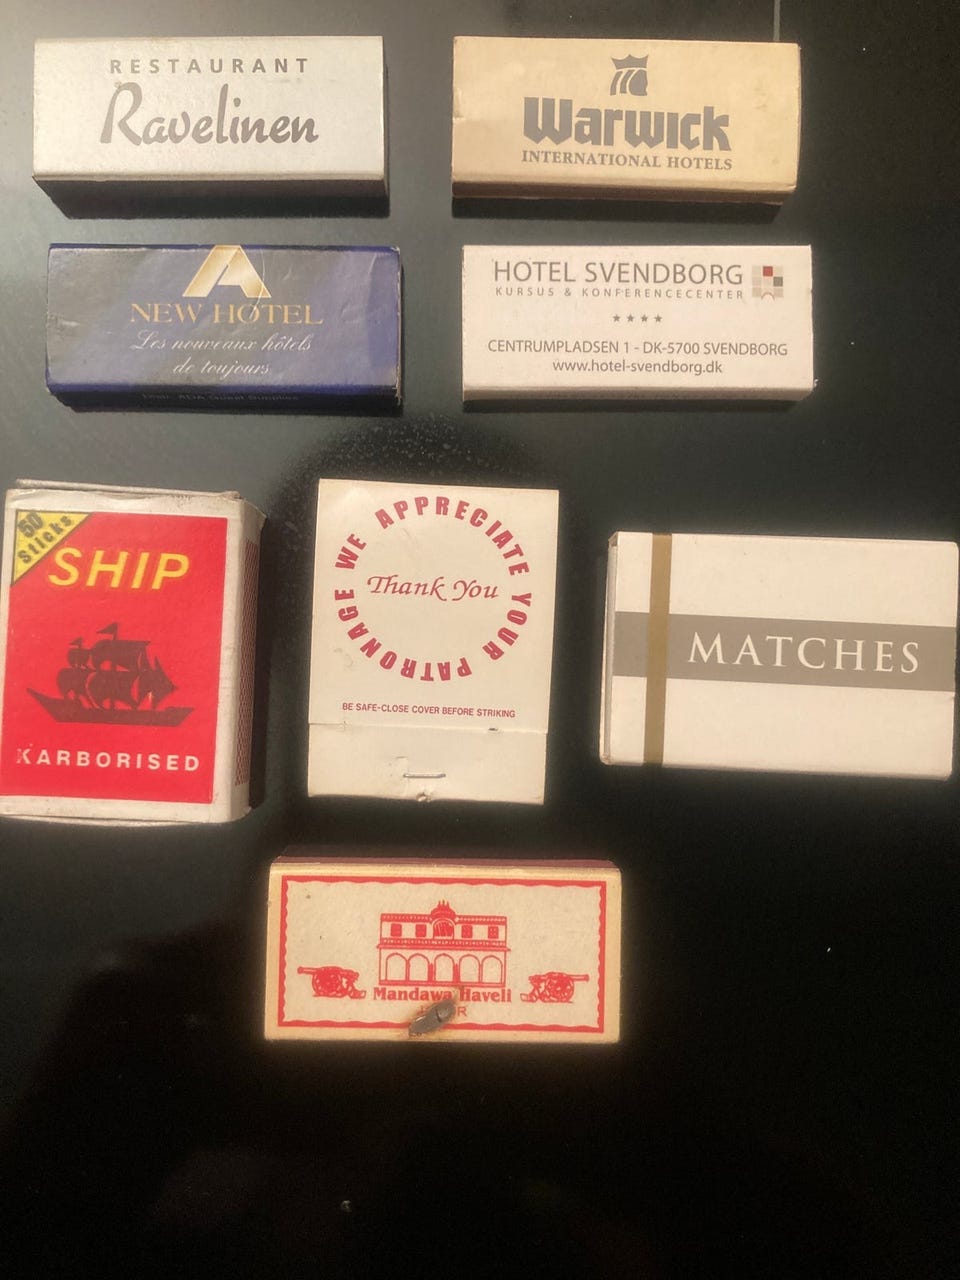 RESTAURANT
Ravelinen
Warwick
INTERNATIONAL HOTELS
A
NEW HOTEL
Les nouveaux hôtels
de toujours
HOTEL SVENDBORG
KURSUS & KONFERENCECENTER
★★★★
CENTRUMPLADSEN 1 - DK-5700 SVENDBORG
www.hotel-svendborg.dk
50
Sticks
SHIP
KARBORISED
WE APPRECIATE YOUR PATRONAGE
Thank You
BE SAFE-CLOSE COVER BEFORE STRIKING
MATCHES
Mandawa Haveli